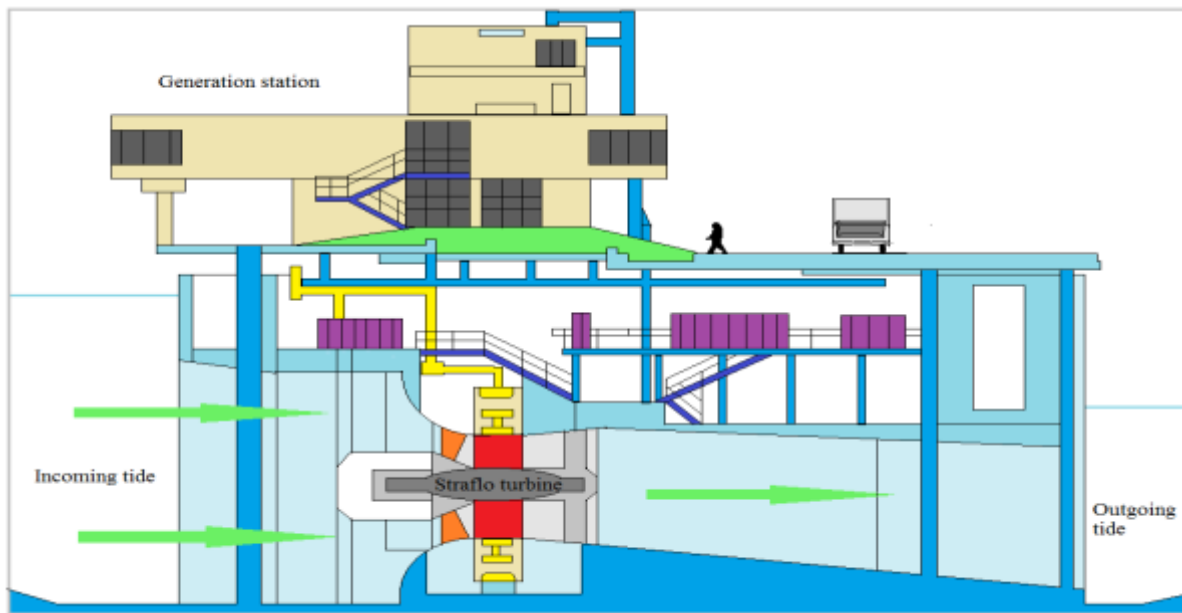 Generation station
Incoming tide
Straflo turbine
Outgoing
tide